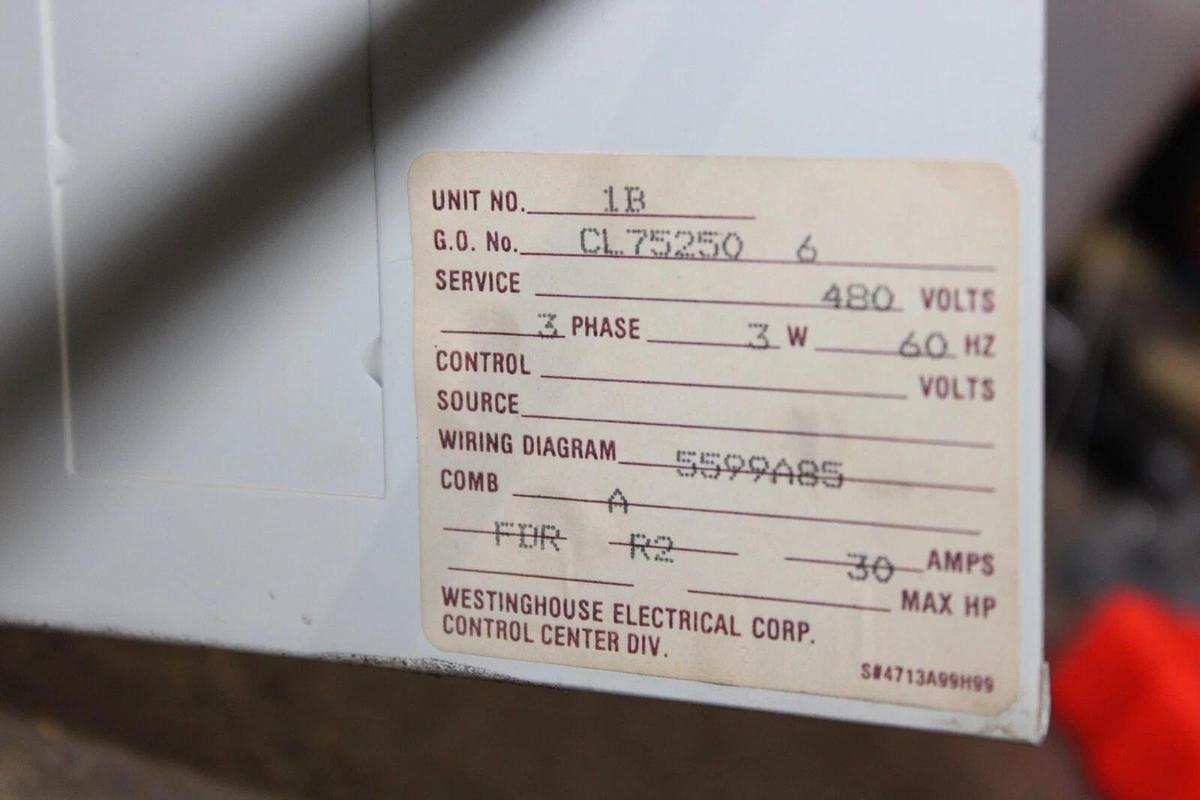 UNIT NO. 1B
G.O. No. CL75250 6
SERVICE 480 VOLTS
3 PHASE 3 W 60 HZ
CONTROL VOLTS
SOURCE
WIRING DIAGRAM 5599A85
COMB A
FDR R2 30 AMPS
MAX HP
WESTINGHOUSE ELECTRICAL CORP.
CONTROL CENTER DIV.
S#4713A99H99